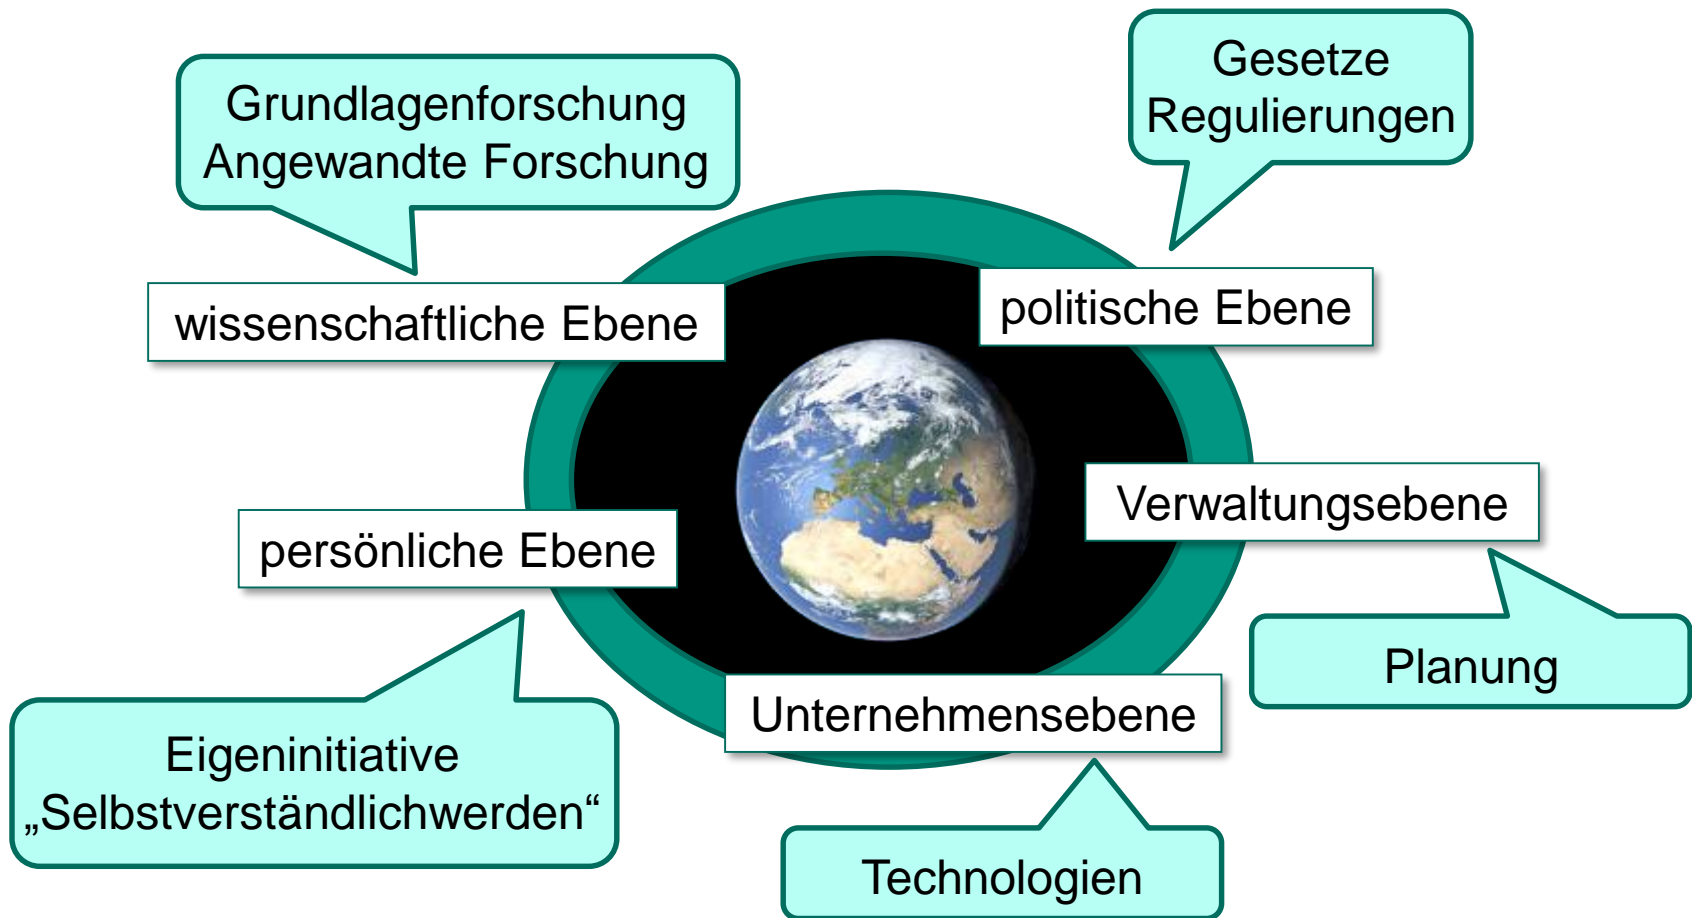 Grundlagenforschung
Angewandte Forschung
Gesetze
Regulierungen
wissenschaftliche Ebene
politische Ebene
Verwaltungsebene
persönliche Ebene
Planung
Unternehmensebene
Eigeninitiative
„Selbstverständlichwerden“
Technologien